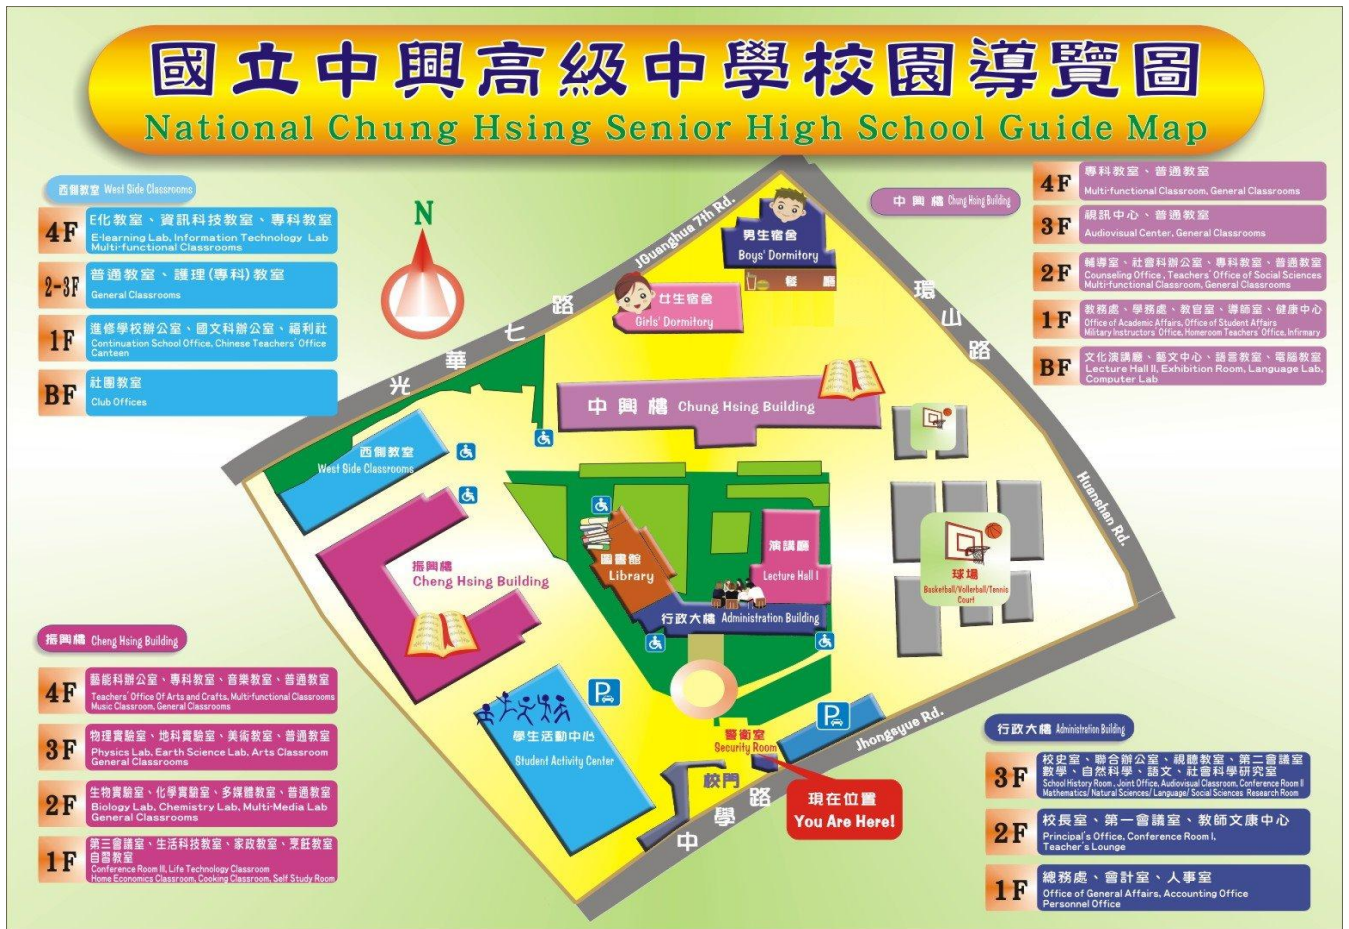 國立中興高級中學校園導覽圖
National Chung Hsing Senior High School Guide Map
西側教室 West Side Classrooms
4F
E化教室、資訊科技教室、專科教室
E-learning Lab, Information Technology Lab
Multi-functional Classrooms
2-3F
普通教室、護理(專科)教室
General Classrooms
1F
進修學校辦公室、國文科辦公室、福利社
Continuation School Office, Chinese Teachers' Office
Canteen
BF
社團教室
Club Offices
振興樓 Cheng Hsing Building
4F
藝能科辦公室、專科教室、音樂教室、普通教室
Teachers' Office Of Arts and Crafts, Multi-functional Classrooms
Music Classroom, General Classrooms
3F
物理實驗室、地科實驗室、美術教室、普通教室
Physics Lab, Earth Science Lab, Arts Classroom
General Classrooms
2F
生物實驗室、化學實驗室、多媒體教室、普通教室
Biology Lab, Chemistry Lab, Multi-Media Lab
General Classrooms
1F
第三會議室、生活科技教室、家政教室、烹飪教室
自習教室
Conference Room III, Life Technology Classroom
Home Economics Classroom, Cooking Classroom, Self Study Room
N
JGuanghua 7th Rd.
光華七路
男生宿舍
Boys' Dormitory
餐廳
女生宿舍
Girls' Dormitory
環山路
Huanshan Rd.
中興樓 Chung Hsing Building
西側教室
West Side Classrooms
振興樓
Cheng Hsing Building
圖書館
Library
演講廳
Lecture Hall I
行政大樓 Administration Building
球場
Basketball/Vollerball/Tennis
Court
學生活動中心
Student Activity Center
P
P
警衛室
Security Room
校門
Jhongsyue Rd.
中學路
現在位置
You Are Here!
中興樓 Chung Hsing Building
4F
專科教室、普通教室
Multi-functional Classroom, General Classrooms
3F
視訊中心、普通教室
Audiovisual Center, General Classrooms
2F
輔導室、社會科辦公室、專科教室、普通教室
Counseling Office, Teachers' Office of Social Sciences
Multi-functional Classroom, General Classrooms
1F
教務處、學務處、教官室、導師室、健康中心
Office of Academic Affairs, Office of Student Affairs
Military Instructors' Office, Homeroom Teachers' Office, Infirmary
BF
文化演講廳、藝文中心、語言教室、電腦教室
Lecture Hall II, Exhibition Room, Language Lab,
Computer Lab
行政大樓 Administration Building
3F
校史室、聯合辦公室、視聽教室、第二會議室
數學、自然科學、語文、社會科學研究室
School History Room, Joint Office, Audiovisual Classroom, Conference Room II
Mathematics/ Natural Sciences/ Language/ Social Sciences Research Room
2F
校長室、第一會議室、教師文康中心
Principal's Office, Conference Room I,
Teacher's Lounge
1F
總務處、會計室、人事室
Office of General Affairs, Accounting Office
Personnel Office